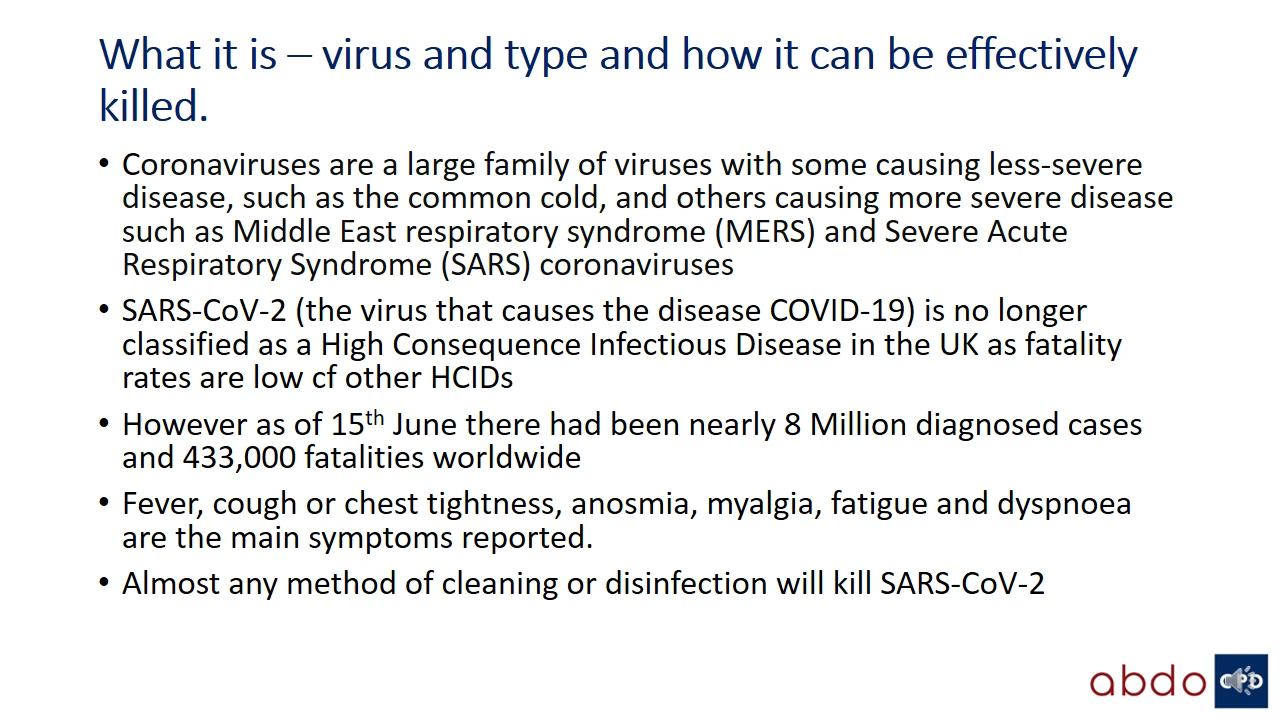 What it is – virus and type and how it can be effectively
killed.
• Coronaviruses are a large family of viruses with some causing less-severe
disease, such as the common cold, and others causing more severe disease
such as Middle East respiratory syndrome (MERS) and Severe Acute
Respiratory Syndrome (SARS) coronaviruses
• SARS-CoV-2 (the virus that causes the disease COVID-19) is no longer
classified as a High Consequence Infectious Disease in the UK as fatality
rates are low cf other HCIDs
• However as of 15th June there had been nearly 8 Million diagnosed cases
and 433,000 fatalities worldwide
• Fever, cough or chest tightness, anosmia, myalgia, fatigue and dyspnoea
are the main symptoms reported.
• Almost any method of cleaning or disinfection will kill SARS-CoV-2
abdo CPD